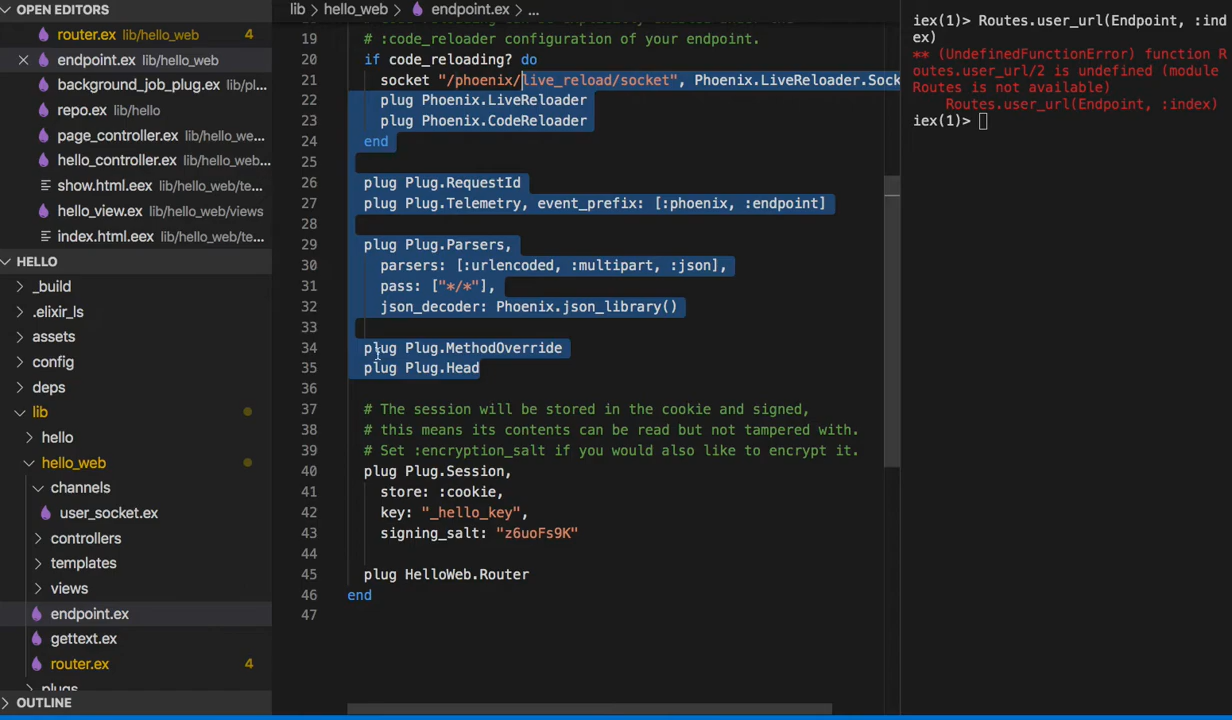 OPEN EDITORS
router.ex lib/hello_web 4
endpoint.ex lib/hello_web
background_job_plug.ex lib/pl...
repo.ex lib/hello
page_controller.ex lib/hello_w...
hello_controller.ex lib/hello_w...
show.html.eex lib/hello_web/te...
hello_view.ex lib/hello_web/views
index.html.eex lib/hello_web/te...
HELLO
_build
.elixir_ls
assets
config
deps
lib
hello
hello_web
channels
user_socket.ex
controllers
templates
views
endpoint.ex
gettext.ex
router.ex 4
plugs
OUTLINE
lib > hello_web > endpoint.ex > ...
19 # :code_reloader configuration of your endpoint.
20 if code_reloading? do
21 socket "/phoenix/live_reload/socket", Phoenix.LiveReloader.Sock
22 plug Phoenix.LiveReloader
23 plug Phoenix.CodeReloader
24 end
25
26 plug Plug.RequestId
27 plug Plug.Telemetry, event_prefix: [:phoenix, :endpoint]
28
29 plug Plug.Parsers,
30 parsers: [:urlencoded, :multipart, :json],
31 pass: ["*/*"],
32 json_decoder: Phoenix.json_library()
33
34 plug Plug.MethodOverride
35 plug Plug.Head
36
37 # The session will be stored in the cookie and signed,
38 # this means its contents can be read but not tampered with.
39 # Set :encryption_salt if you would also like to encrypt it.
40 plug Plug.Session,
41 store: :cookie,
42 key: "_hello_key",
43 signing_salt: "z6uoFs9K"
44
45 plug HelloWeb.Router
46 end
47
iex(1)> Routes.user_url(Endpoint, :ind
ex)
** (UndefinedFunctionError) function R
outes.user_url/2 is undefined (module
Routes is not available)
Routes.user_url(Endpoint, :index)
iex(1)>